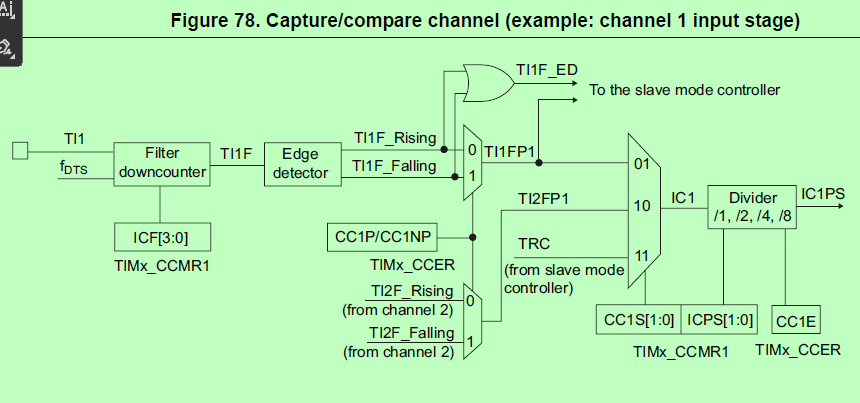 Figure 78. Capture/compare channel (example: channel 1 input stage)
TI1F_ED
To the slave mode controller
TI1
fDTS
Filter
downcounter
TI1F
Edge
detector
TI1F_Rising
TI1F_Falling
0
1
TI1FP1
01
TI2FP1
10
IC1
Divider
/1, /2, /4, /8
IC1PS
ICF[3:0]
TIMx_CCMR1
CC1P/CC1NP
TIMx_CCER
TRC
11
(from slave mode
controller)
TI2F_Rising
(from channel 2)
0
TI2F_Falling
(from channel 2)
1
CC1S[1:0]
ICPS[1:0]
CC1E
TIMx_CCMR1
TIMx_CCER